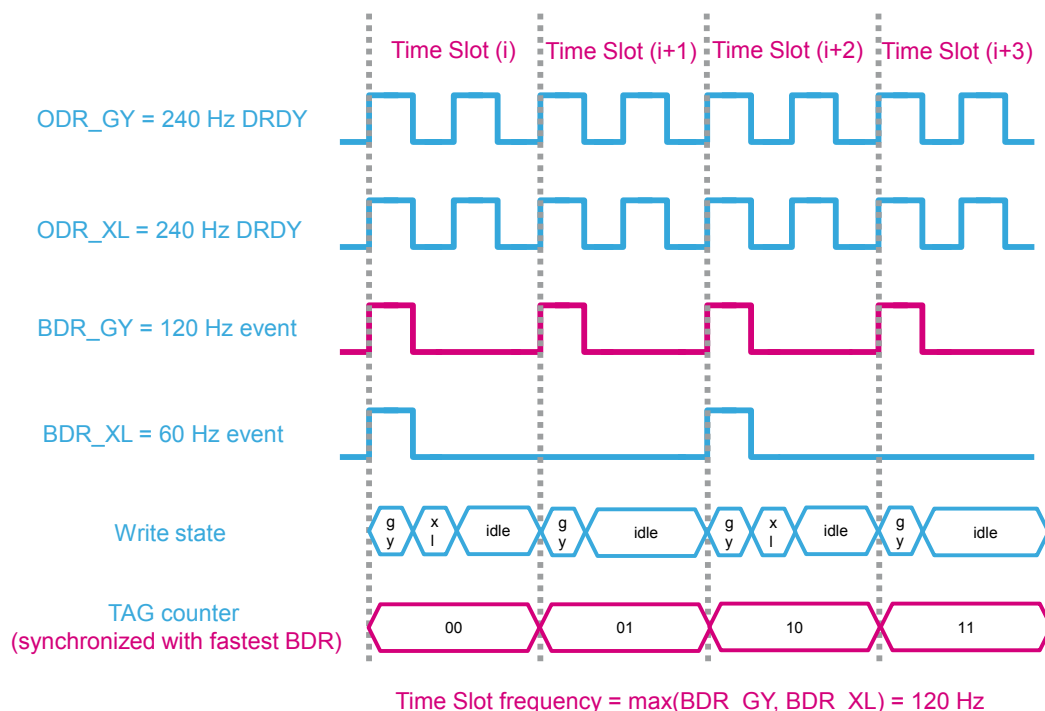 Time Slot (i) Time Slot (i+1) Time Slot (i+2) Time Slot (i+3)
ODR_GY = 240 Hz DRDY
ODR_XL = 240 Hz DRDY
BDR_GY = 120 Hz event
BDR_XL = 60 Hz event
Write state
g
y
x
l
idle
g
y
idle
g
y
x
l
idle
g
y
idle
TAG counter
(synchronized with fastest BDR)
00 01 10 11
Time Slot frequency = max(BDR_GY, BDR_XL) = 120 Hz